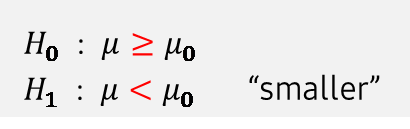 H₀ : μ ≥ μ₀
H₁ : μ < μ₀ “smaller”